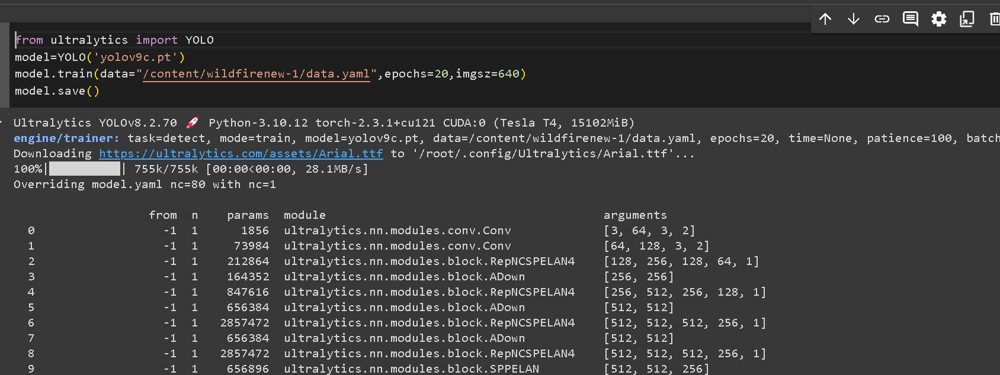 from ultralytics import YOLO
model=YOLO('yolov9c.pt')
model.train(data="/content/wildfirenew-1/data.yaml",epochs=20,imgsz=640)
model.save()
Ultralytics YOLOv8.2.70 🚀 Python-3.10.12 torch-2.3.1+cu121 CUDA:0 (Tesla T4, 15102MiB)
engine/trainer: task=detect, mode=train, model=yolov9c.pt, data=/content/wildfirenew-1/data.yaml, epochs=20, time=None, patience=100, batch
Downloading https://ultralytics.com/assets/Arial.ttf to '/root/.config/Ultralytics/Arial.ttf'...
100%|██████████| 755k/755k [00:00<00:00, 28.1MB/s]
Overriding model.yaml nc=80 with nc=1
from n params module arguments
0 -1 1 1856 ultralytics.nn.modules.conv.Conv [3, 64, 3, 2]
1 -1 1 73984 ultralytics.nn.modules.conv.Conv [64, 128, 3, 2]
2 -1 1 212864 ultralytics.nn.modules.block.RepNCSPELAN4 [128, 256, 128, 64, 1]
3 -1 1 164352 ultralytics.nn.modules.block.ADown [256, 256]
4 -1 1 847616 ultralytics.nn.modules.block.RepNCSPELAN4 [256, 512, 256, 128, 1]
5 -1 1 656384 ultralytics.nn.modules.block.ADown [512, 512]
6 -1 1 2857472 ultralytics.nn.modules.block.RepNCSPELAN4 [512, 512, 512, 256, 1]
7 -1 1 656384 ultralytics.nn.modules.block.ADown [512, 512]
8 -1 1 2857472 ultralytics.nn.modules.block.RepNCSPELAN4 [512, 512, 512, 256, 1]
9 -1 1 656896 ultralytics.nn.modules.block.SPPELAN [512, 512, 256]